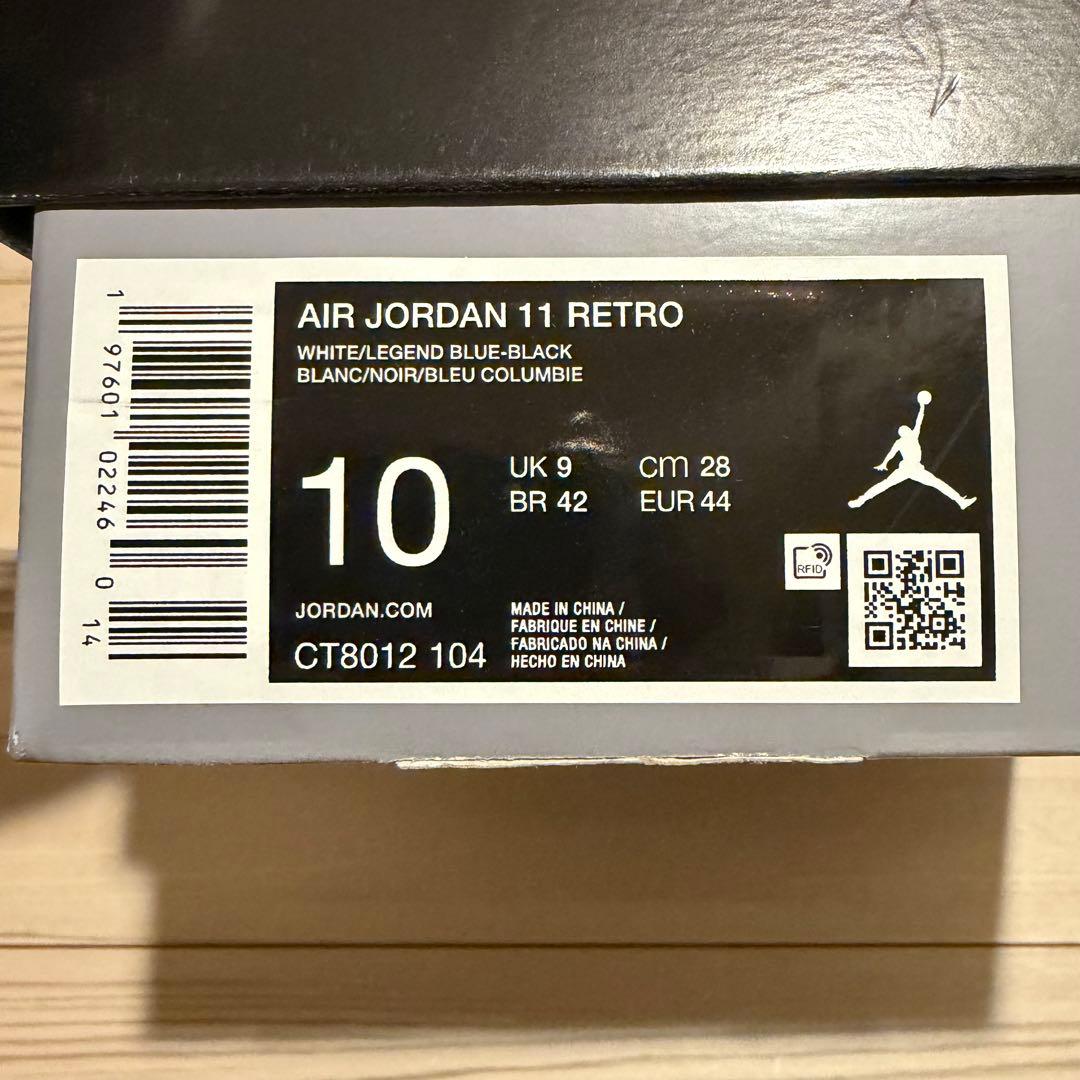 AIR JORDAN 11 RETRO
WHITE/LEGEND BLUE-BLACK
BLANC/NOIR/BLEU COLUMBIE
10
UK 9
cm 28
BR 42
EUR 44
RFID
JORDAN.COM
CT8012 104
MADE IN CHINA /
FABRIQUE EN CHINE /
FABRICADO NA CHINA /
HECHO EN CHINA
1 97601 02246 0 14